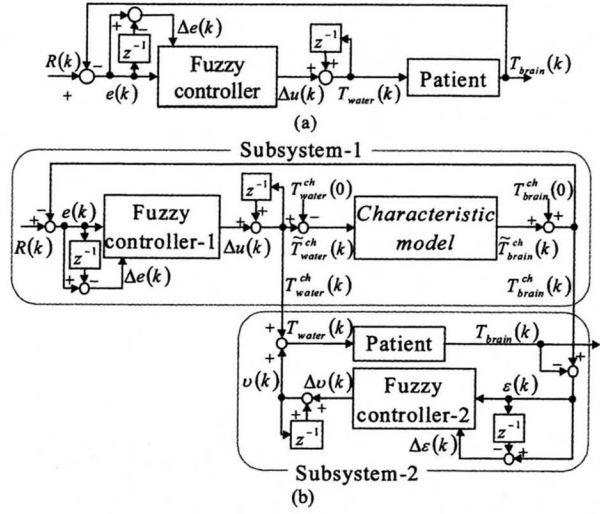 Δe(k)
z⁻¹
z⁻¹
R(k)
−
+
−
+
e(k)
Fuzzy
controller
Δu(k)
+
+
T_water(k)
Patient
T_brain(k)
(a)
Subsystem-1
z⁻¹
T^ch_water(0)
T^ch_brain(0)
−
+
R(k)
e(k)
Fuzzy
controller-1
Δu(k)
+
+
+
−
T̃^ch_water(k)
Characteristic
model
+
+
T̃^ch_brain(k)
z⁻¹
+
−
Δe(k)
T^ch_water(k)
T^ch_brain(k)
+
+
T_water(k)
Patient
T_brain(k)
+
−
υ(k)
Δυ(k)
+
+
Fuzzy
controller-2
ε(k)
z⁻¹
z⁻¹
Δε(k)
−
+
Subsystem-2
(b)